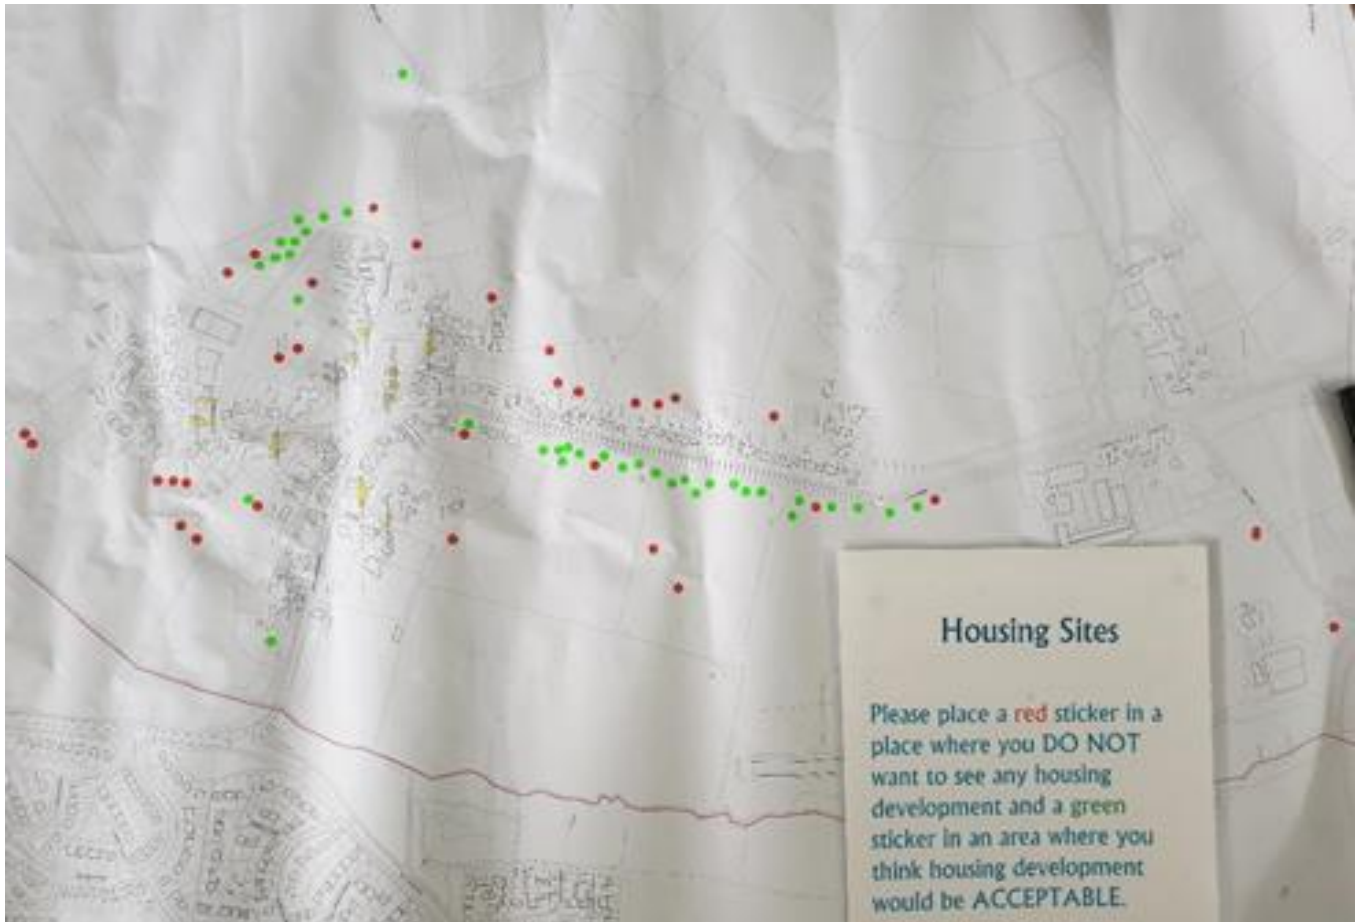 Housing Sites
Please place a red sticker in a
place where you DO NOT
want to see any housing
development and a green
sticker in an area where you
think housing development
would be ACCEPTABLE.